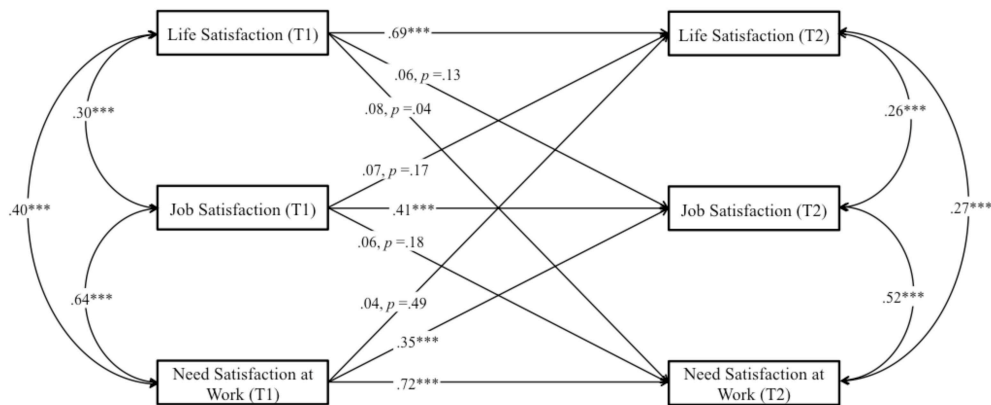 Life Satisfaction (T1)
.69***
Life Satisfaction (T2)
.06, p =.13
.08, p =.04
.30***
.26***
.07, p =.17
.40***
Job Satisfaction (T1)
.41***
Job Satisfaction (T2)
.27***
.06, p =.18
.64***
.52***
.04, p =.49
.35***
Need Satisfaction at
Work (T1)
.72***
Need Satisfaction at
Work (T2)